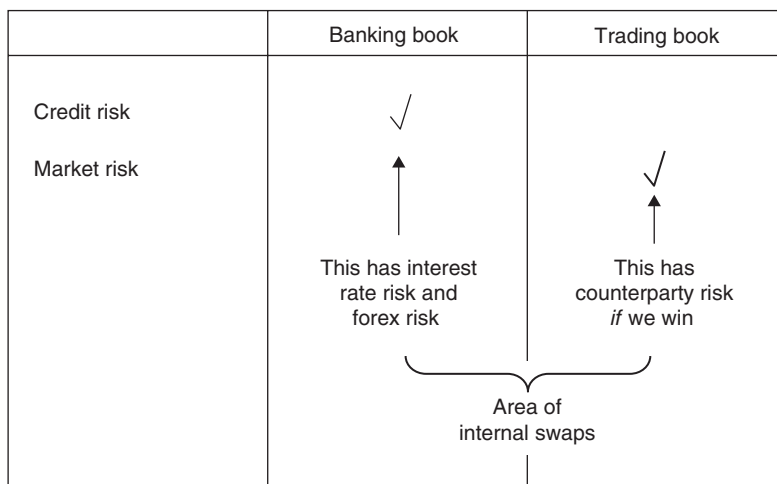 Banking book
Trading book
Credit risk
Market risk
This has interest
rate risk and
forex risk
This has
counterparty risk
if we win
Area of
internal swaps